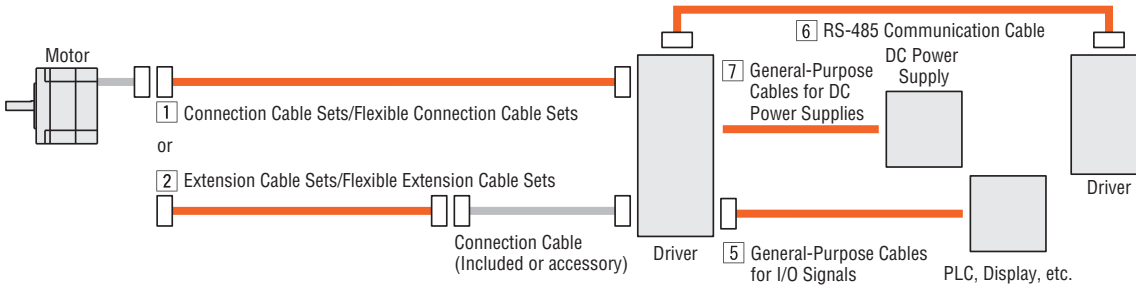 6 RS-485 Communication Cable
Motor
DC Power
Supply
7 General-Purpose
Cables for DC
Power Supplies
1 Connection Cable Sets/Flexible Connection Cable Sets
or
2 Extension Cable Sets/Flexible Extension Cable Sets
Driver
Connection Cable
(Included or accessory)
Driver
5 General-Purpose Cables
for I/O Signals
PLC, Display, etc.